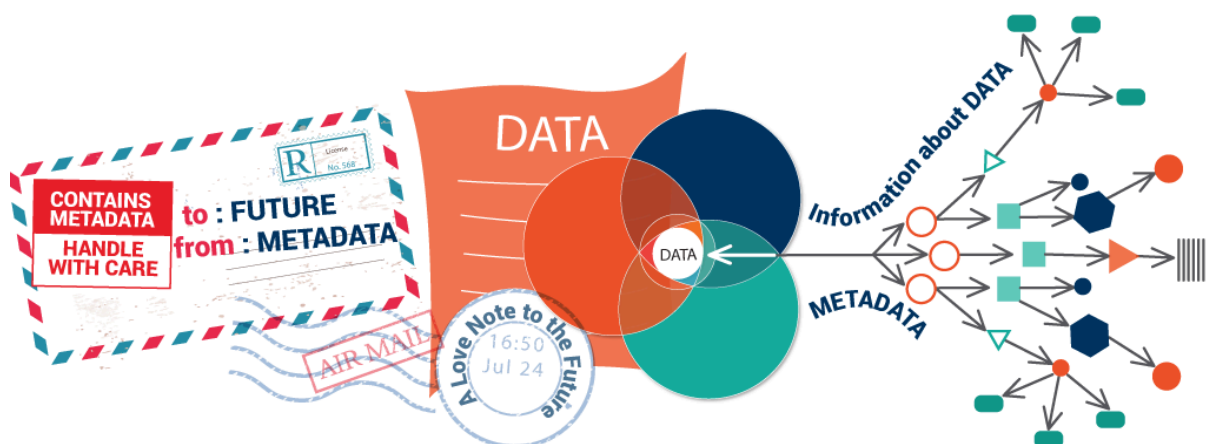 CONTAINS
METADATA
HANDLE
WITH CARE
to : FUTURE
from : METADATA
R
License
No. 568
AIR MAIL
A Love Note to the Future
16:50
Jul 24
DATA
DATA
Information about DATA
METADATA